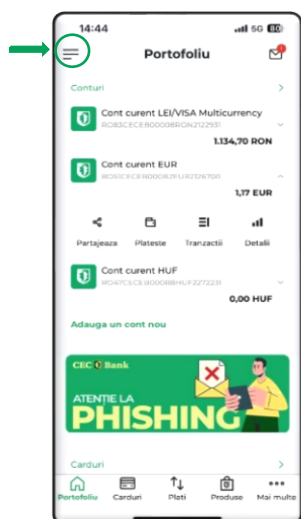 14:44
5G 80
Portofoliu
Conturi
Cont curent LEI/VISA Multicurrency
1.134,70 RON
Cont curent EUR
1,17 EUR
Partajeaza Plateste Tranzactii Detalii
Cont curent HUF
0,00 HUF
Adauga un cont nou
CEC Bank
ATENȚIE LA
PHISHING
Carduri
Portofoliu Carduri Plati Produse Mai multe